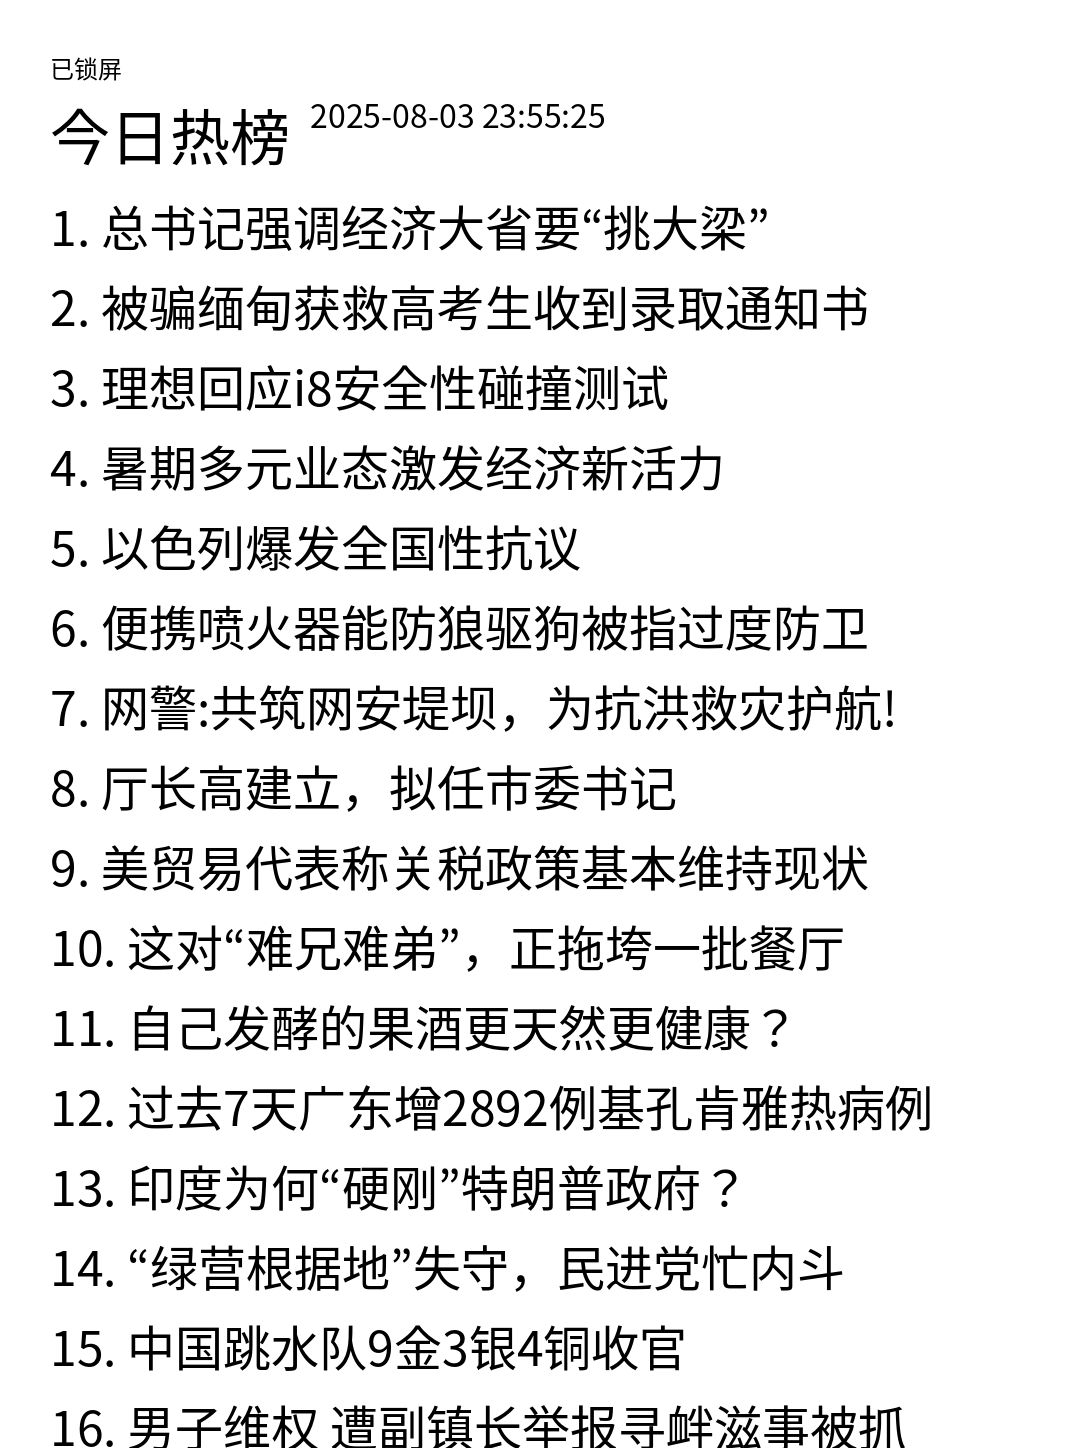 已锁屏
今日热榜 2025-08-03 23:55:25
1. 总书记强调经济大省要“挑大梁”
2. 被骗缅甸获救高考生收到录取通知书
3. 理想回应i8安全性碰撞测试
4. 暑期多元业态激发经济新活力
5. 以色列爆发全国性抗议
6. 便携喷火器能防狼驱狗被指过度防卫
7. 网警:共筑网安堤坝，为抗洪救灾护航!
8. 厅长高建立，拟任市委书记
9. 美贸易代表称关税政策基本维持现状
10. 这对“难兄难弟”，正拖垮一批餐厅
11. 自己发酵的果酒更天然更健康？
12. 过去7天广东增2892例基孔肯雅热病例
13. 印度为何“硬刚”特朗普政府？
14. “绿营根据地”失守，民进党忙内斗
15. 中国跳水队9金3银4铜收官
16. 男子维权 遭副镇长举报寻衅滋事被抓